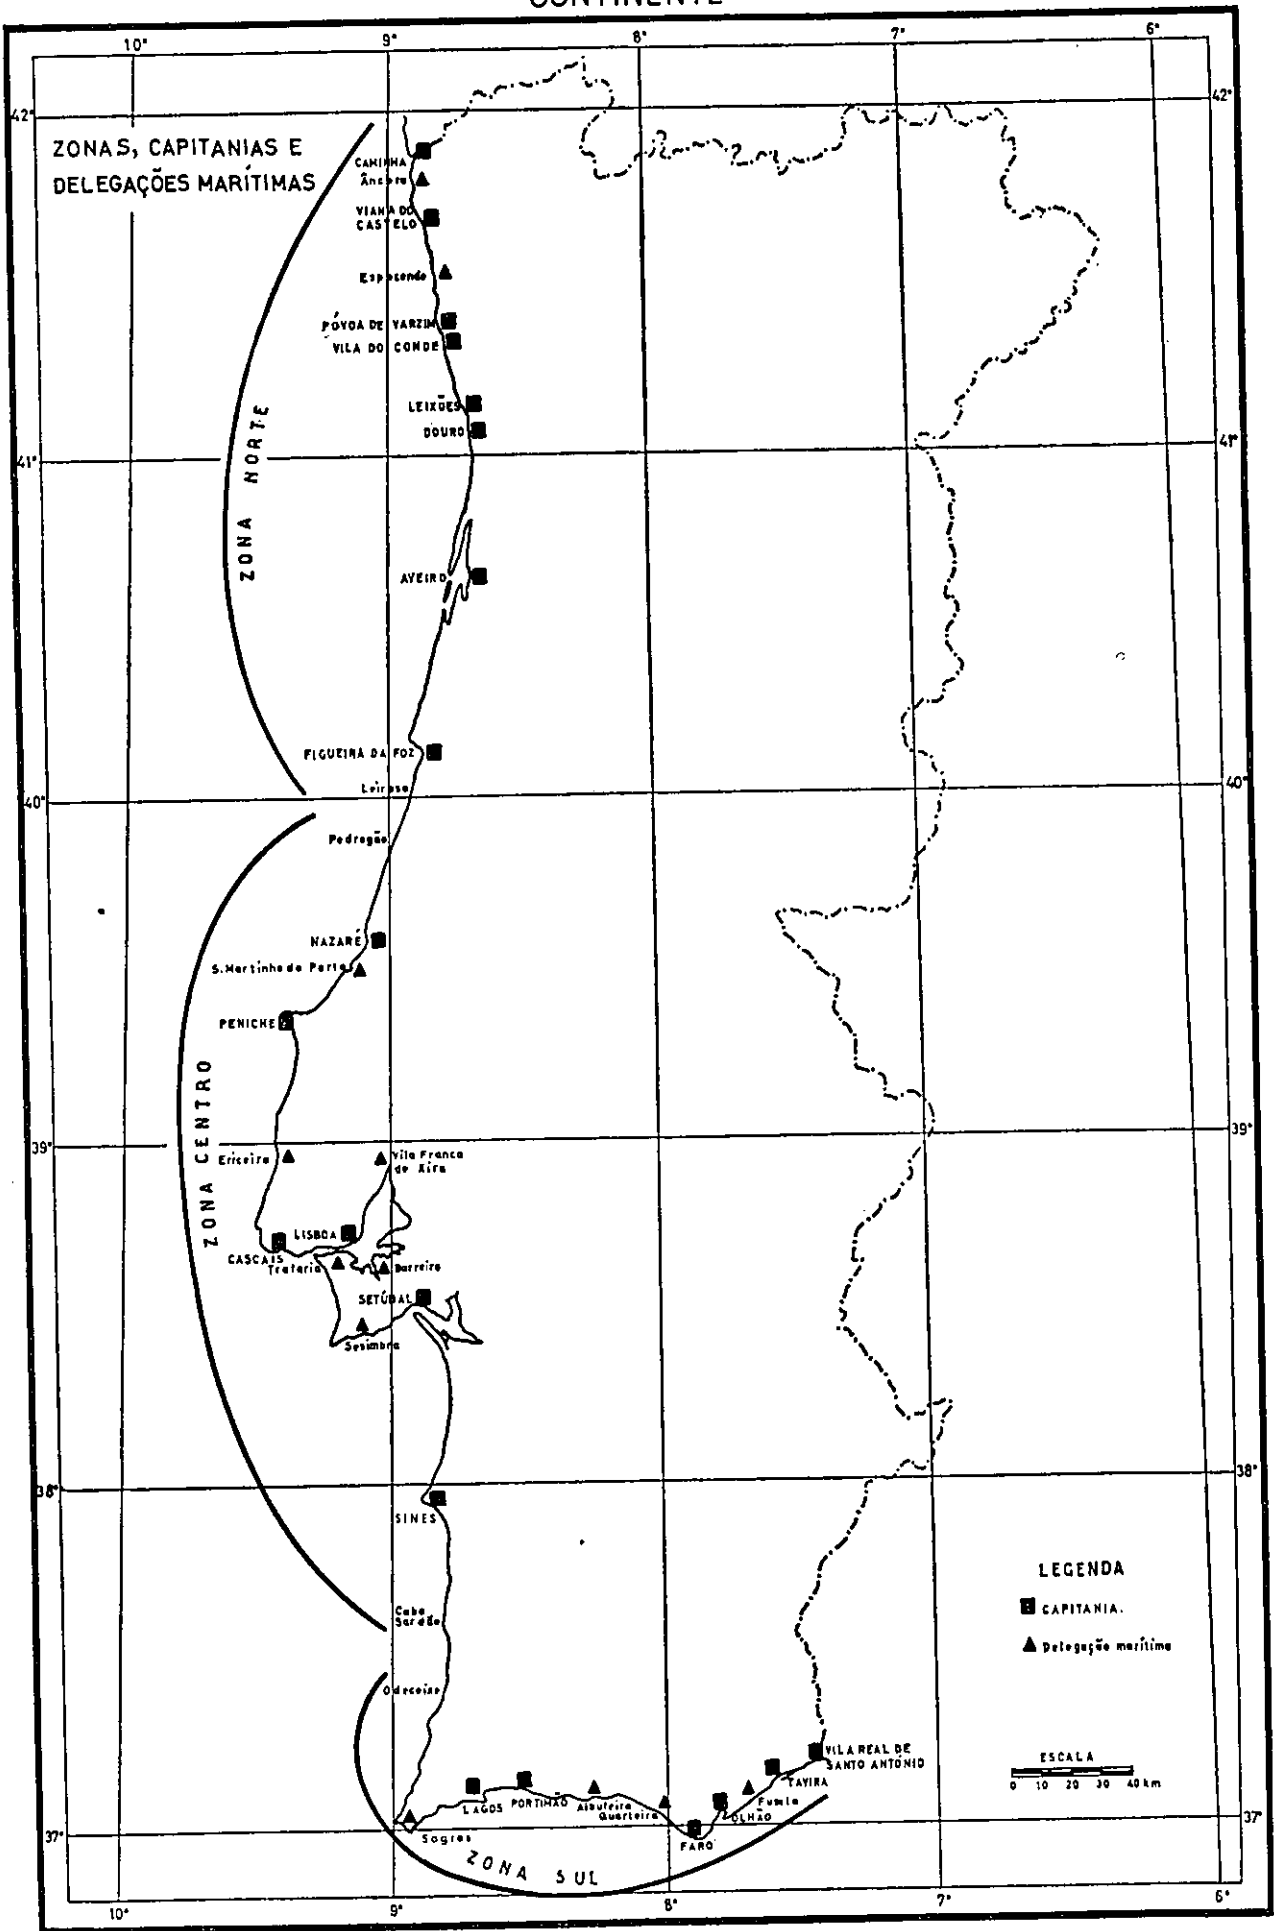 CONTINENTE
10° 9° 8° 7° 6°
42° 42°
ZONAS, CAPITANIAS E
DELEGAÇÕES MARÍTIMAS
CAMINHA
Âncora
VIANA DO
CASTELO
Esposende
PÓVOA DE VARZIM
VILA DO CONDE
LEIXÕES
DOURO
ZONA NORTE
41° 41°
AVEIRO
FIGUEIRA DA FOZ
Leirosa
40° 40°
Pedrogão
NAZARÉ
S. Martinho do Porto
PENICHE
ZONA CENTRO
39° 39°
Ericeira
Vila Franca
de Xira
LISBOA
CASCAIS
Trafaria
Barreiro
SETÚBAL
Sesimbra
38° 38°
SINES
LEGENDA
CAPITANIA.
Delegação marítima
Cabo
Sardão
Odeceixe
VILA REAL DE
SANTO ANTÓNIO
TAVIRA
Fuzeta
OLHÃO
FARO
Quarteira
Albufeira
PORTIMÃO
LAGOS
Sagres
ESCALA
0 10 20 30 40 km
37° 37°
ZONA SUL
10° 9° 8° 7° 6°